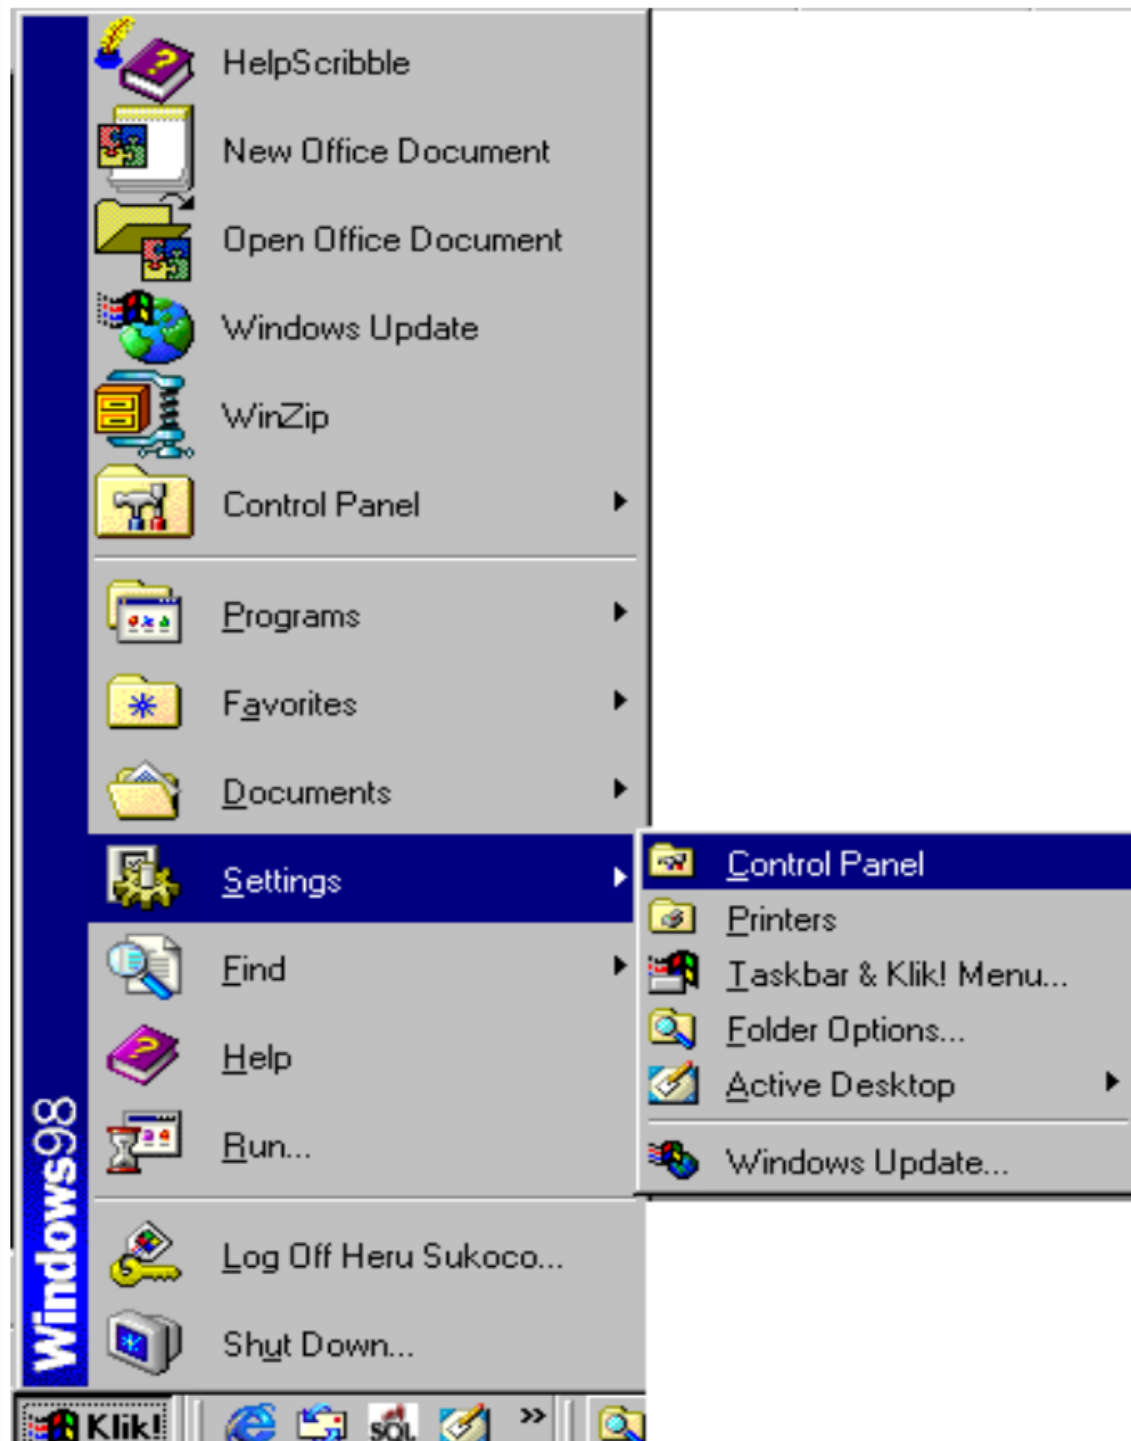 HelpScribble
New Office Document
Open Office Document
Windows Update
WinZip
Control Panel
Programs
Favorites
Documents
Settings
Find
Help
Run...
Log Off Heru Sukoco...
Shut Down...
Windows98
Control Panel
Printers
Taskbar & Klik! Menu...
Folder Options...
Active Desktop
Windows Update...
Klik!
SQL
»